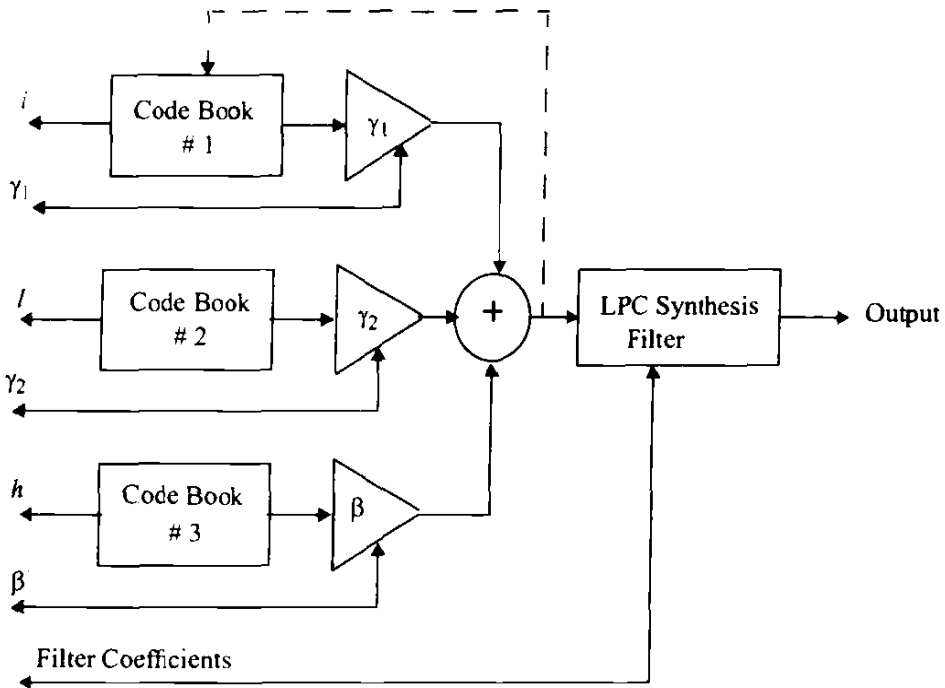 i
Code Book
# 1
γ1
γ1
l
Code Book
# 2
γ2
+
LPC Synthesis
Filter
Output
γ2
h
Code Book
# 3
β
β
Filter Coefficients